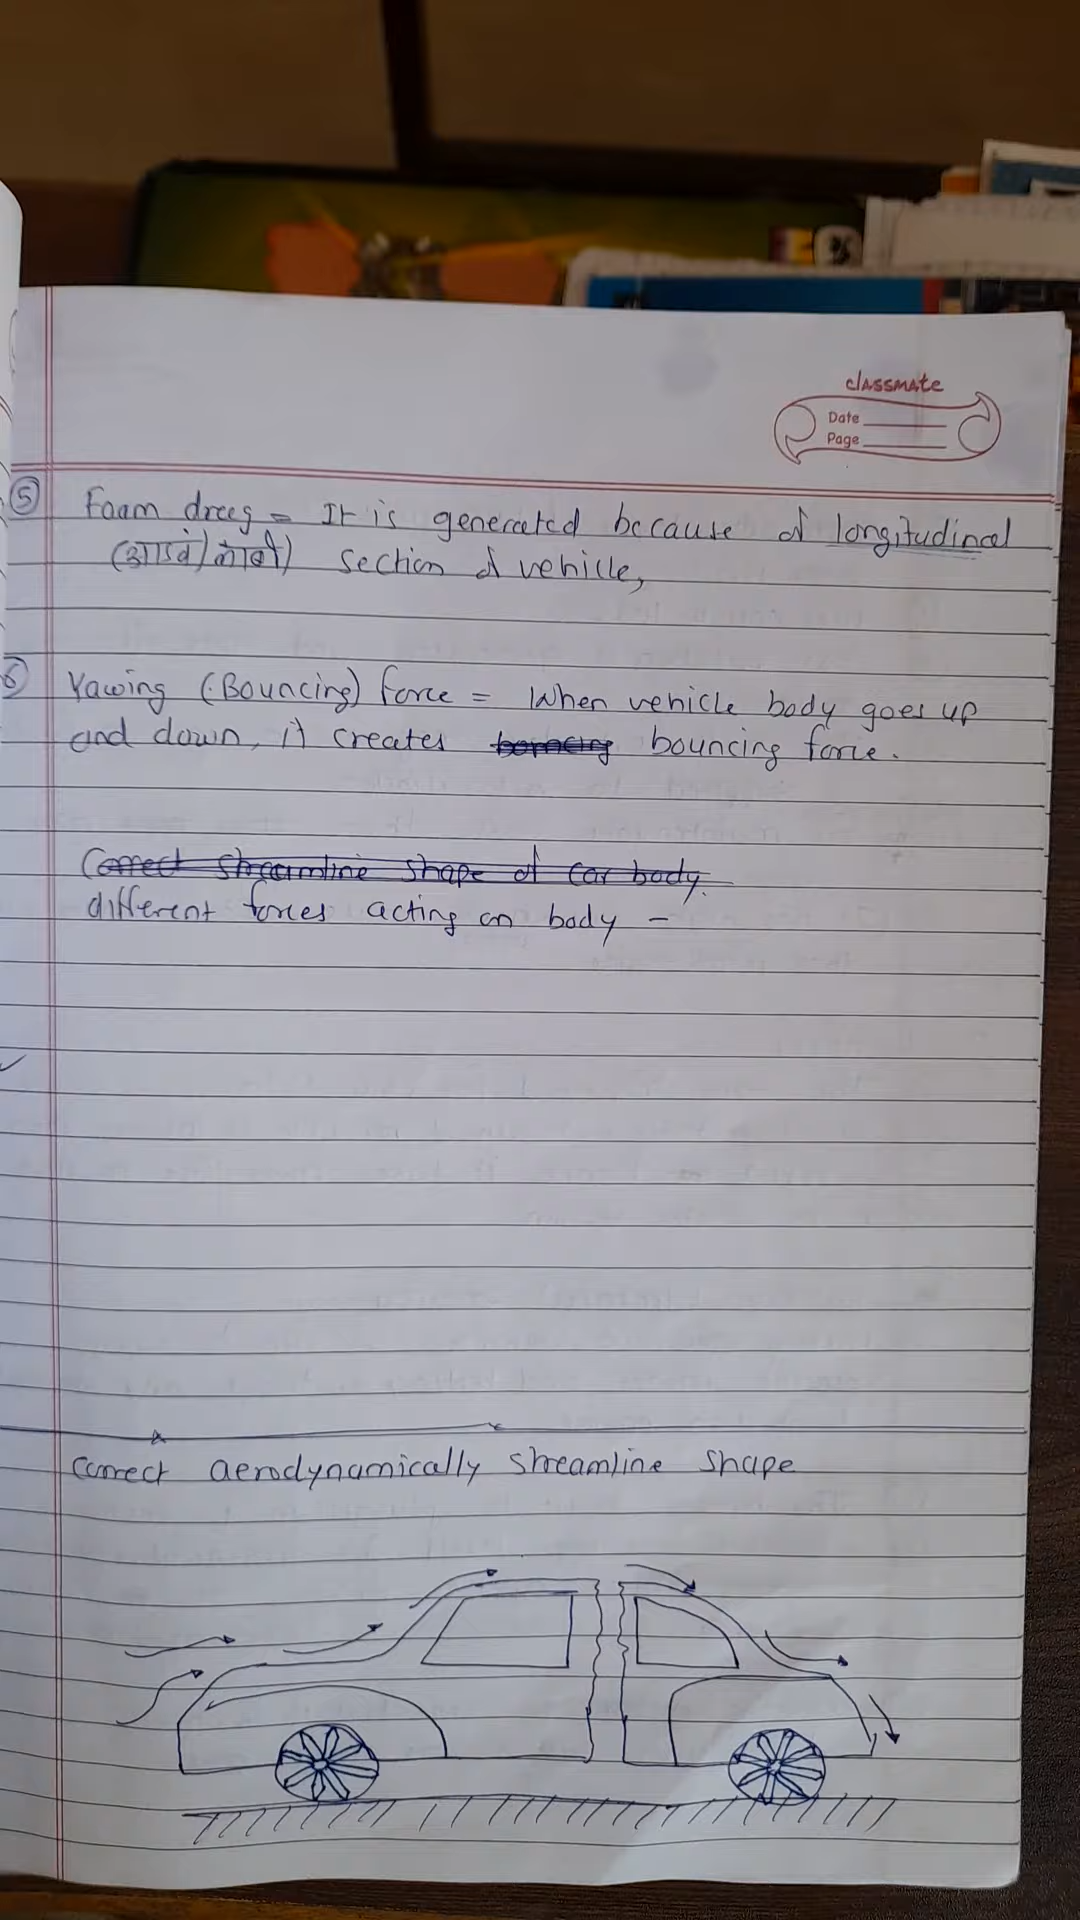 classmate
Date
Page
⑤ Foam dreg = It is generated because of longitudinal
(आडवे/ ) section of vehicle,
⑥ Yawing (Bouncing) force = When vehicle body goes up
and down, it creates bouncing force.
Correct streamline shape of car body.
different forces acting on body -
correct aerodynamically streamline shape